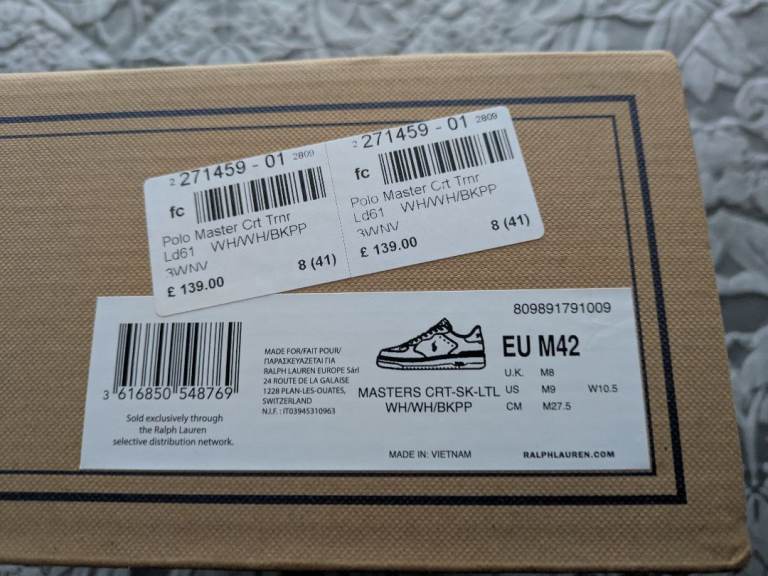 2 271459 - 01 2809
fc
Polo Master Crt Trnr
Ld61 WH/WH/BKPP
3WNV
£ 139.00 8 (41)
2 271459 - 01 2809
fc
Polo Master Crt Trnr
Ld61 WH/WH/BKPP
3WNV
£ 139.00 8 (41)
3 616850 548769
Sold exclusively through
the Ralph Lauren
selective distribution network.
MADE FOR/FAIT POUR/
ΠΑΡΑΣΚΕΥΑΖΕΤΑΙ ΓΙΑ
RALPH LAUREN EUROPE Sárl
24 ROUTE DE LA GALAISE
1228 PLAN-LES-OUATES,
SWITZERLAND
N.I.F. : IT03945310963
MASTERS CRT-SK-LTL
WH/WH/BKPP
809891791009
EU M42
U.K. M8
US M9 W10.5
CM M27.5
MADE IN: VIETNAM
RALPHLAUREN.COM